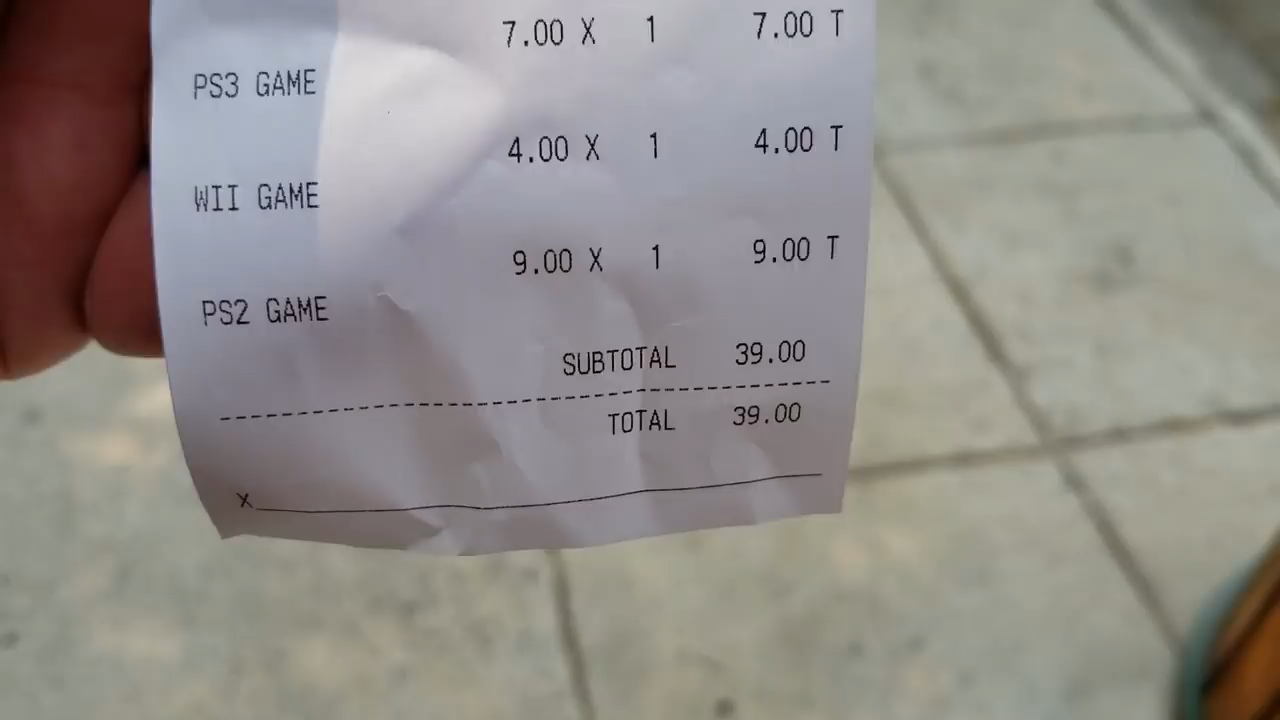 7.00 X 1 7.00 T
PS3 GAME
4.00 X 1 4.00 T
WII GAME
9.00 X 1 9.00 T
PS2 GAME
SUBTOTAL 39.00
TOTAL 39.00
X